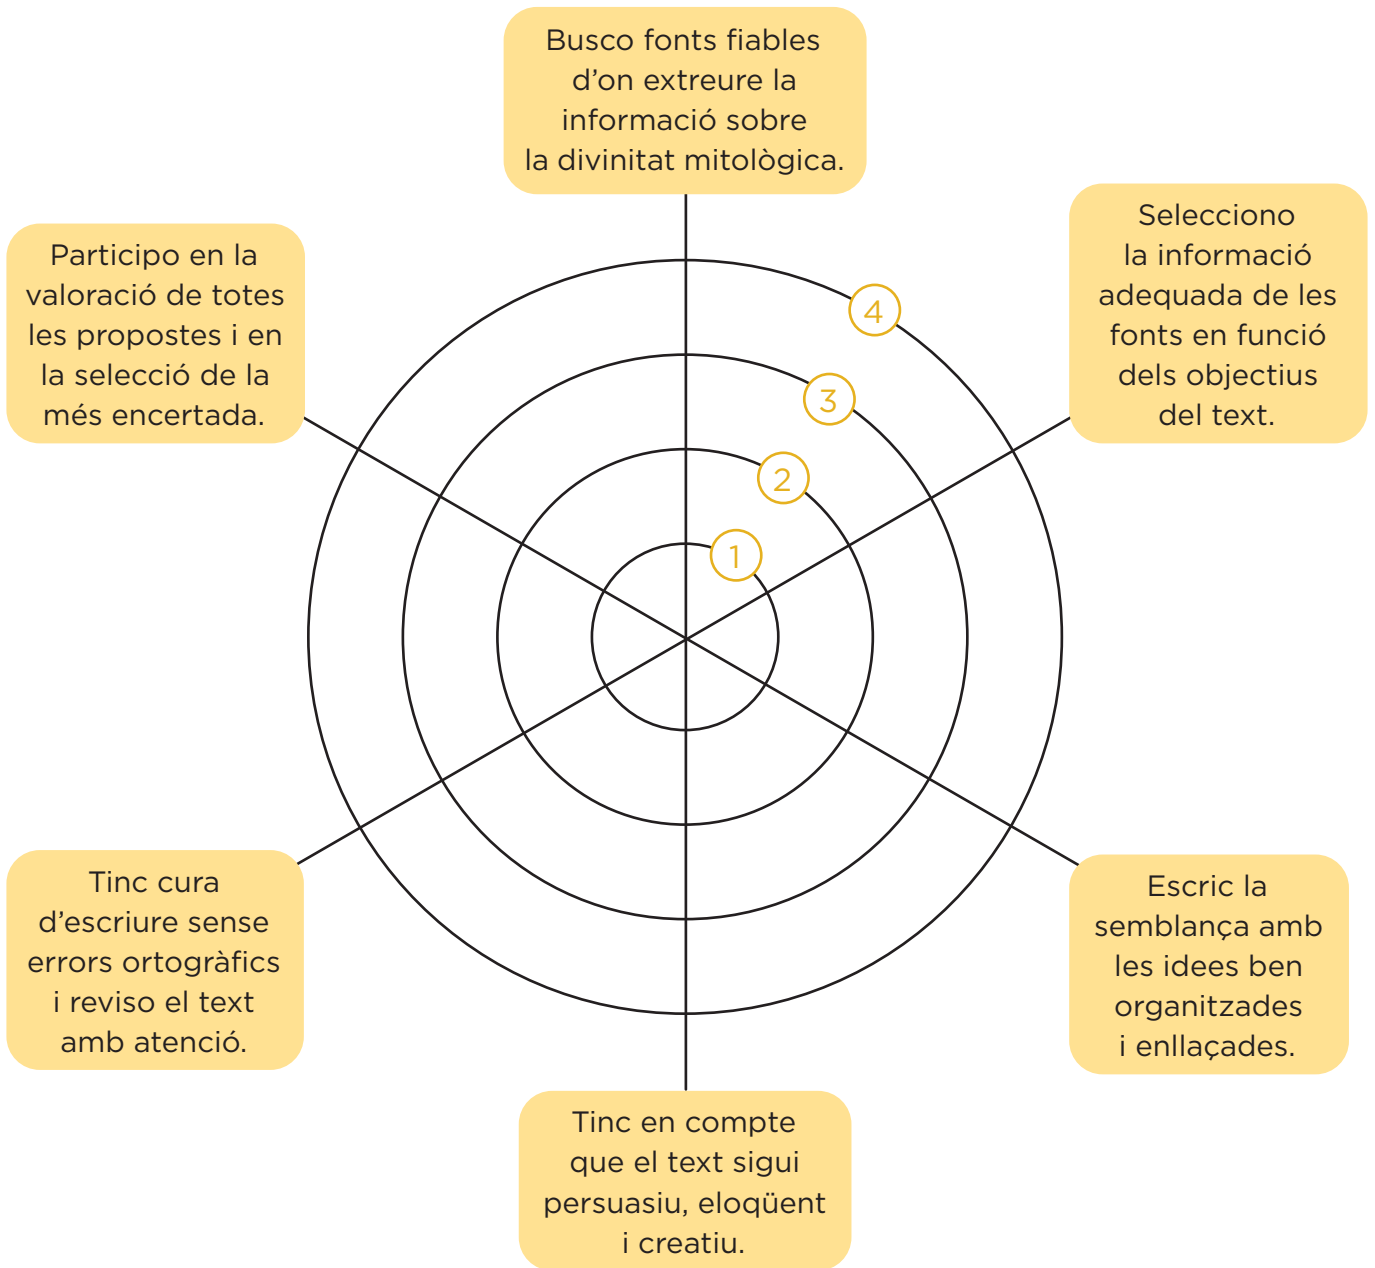 Busco fonts fiables
d’on extreure la
informació sobre
la divinitat mitològica.
Selecciono
la informació
adequada de les
fonts en funció
dels objectius
del text.
Participo en la
valoració de totes
les propostes i en
la selecció de la
més encertada.
4
3
2
1
Tinc cura
d’escriure sense
errors ortogràfics
i reviso el text
amb atenció.
Escric la
semblança amb
les idees ben
organitzades
i enllaçades.
Tinc en compte
que el text sigui
persuasiu, eloqüent
i creatiu.